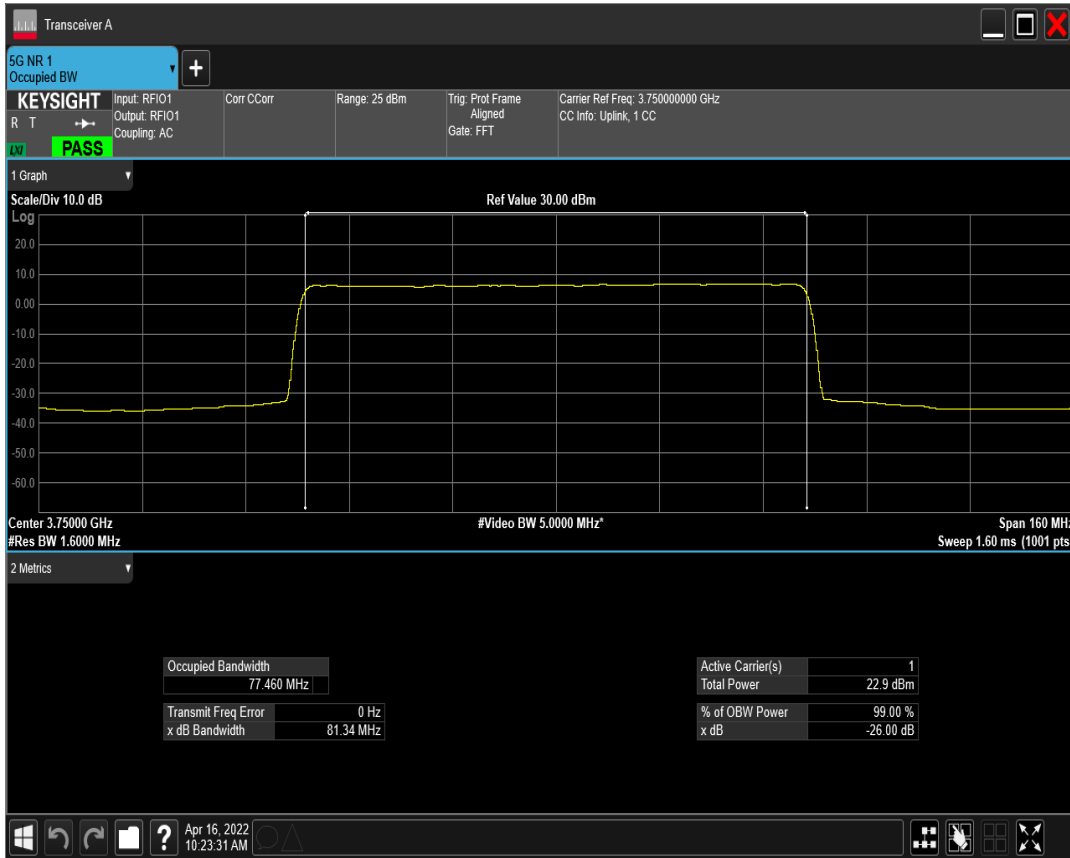 Transceiver A
5G NR 1
Occupied BW
+
KEYSIGHT
R T
LXI
PASS
Input: RFIO1
Output: RFIO1
Coupling: AC
Corr CCorr
Range: 25 dBm
Trig: Prot Frame
Aligned
Gate: FFT
Carrier Ref Freq: 3.750000000 GHz
CC Info: Uplink, 1 CC
1 Graph
Scale/Div 10.0 dB
Ref Value 30.00 dBm
Log
20.0
10.0
0.00
-10.0
-20.0
-30.0
-40.0
-50.0
-60.0
Center 3.75000 GHz
#Video BW 5.0000 MHz*
Span 160 MHz
#Res BW 1.6000 MHz
Sweep 1.60 ms (1001 pts
2 Metrics
Occupied Bandwidth
77.460 MHz
Transmit Freq Error 0 Hz
x dB Bandwidth 81.34 MHz
Active Carrier(s) 1
Total Power 22.9 dBm
% of OBW Power 99.00 %
x dB -26.00 dB
?
Apr 16, 2022
10:23:31 AM